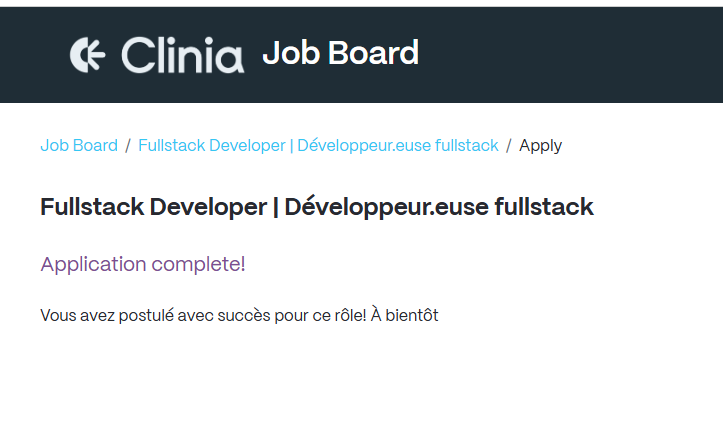 Clinia Job Board
Job Board / Fullstack Developer | Développeur.euse fullstack / Apply
Fullstack Developer | Développeur.euse fullstack
Application complete!
Vous avez postulé avec succès pour ce rôle! À bientôt